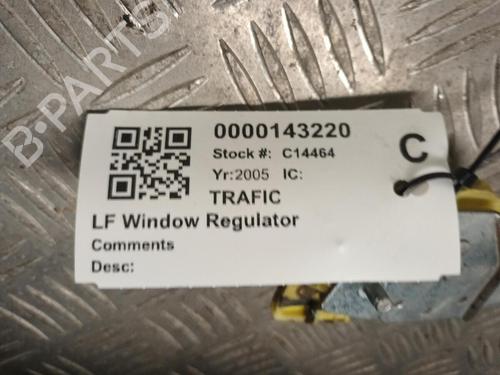 B-PARTS
0000143220
Stock #: C14464
C
Yr:2005 IC:
TRAFIC
LF Window Regulator
Comments
Desc: